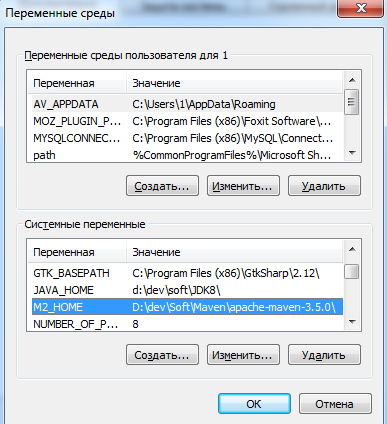 Переменные среды
Переменные среды пользователя для 1
Переменная Значение
AV_APPDATA C:\Users\1\AppData\Roaming
MOZ_PLUGIN_P... C:\Program Files (x86)\Foxit Software\...
MYSQLCONNEC... C:\Program Files (x86)\MySQL\Connect...
path %CommonProgramFiles%\Microsoft Sh...
Создать... Изменить... Удалить
Системные переменные
Переменная Значение
GTK_BASEPATH C:\Program Files (x86)\GtkSharp\2.12\
JAVA_HOME d:\dev\soft\JDK8\
M2_HOME D:\dev\Soft\Maven\apache-maven-3.5.0\
NUMBER_OF_P... 8
Создать... Изменить... Удалить
OK Отмена